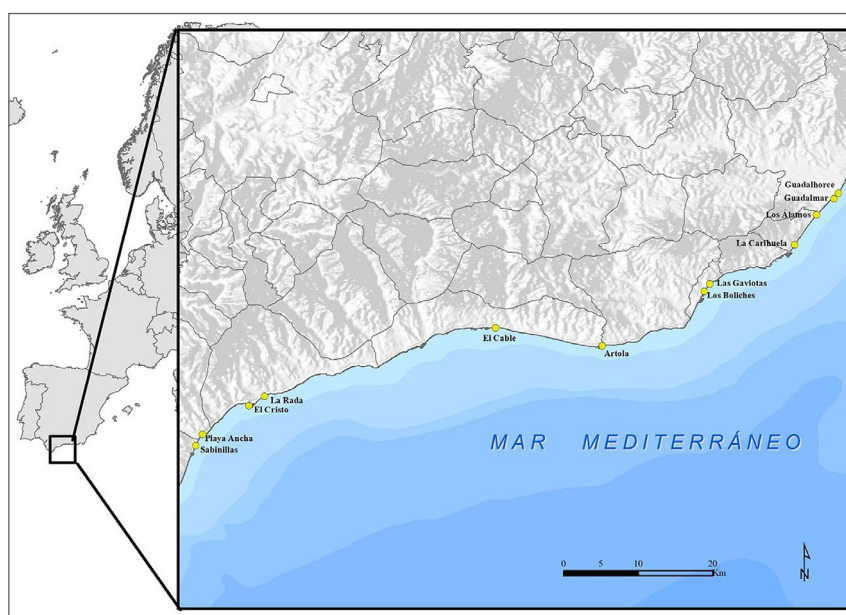 Guadalhorce
Guadalmar
Los Álamos
La Carihuela
Las Gaviotas
Los Boliches
El Cable
Artola
La Rada
El Cristo
Playa Ancha
Sabinillas
MAR MEDITERRÁNEO
0 10 20
Km
N